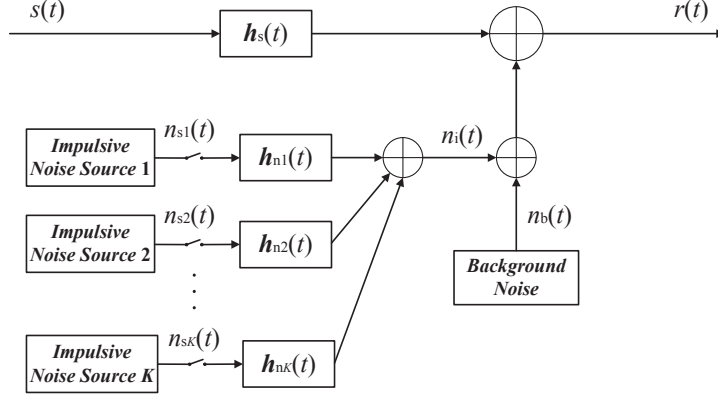 s(t)
h_s(t)
r(t)
n_s1(t)
Impulsive
Noise Source 1
h_n1(t)
n_i(t)
n_s2(t)
Impulsive
Noise Source 2
h_n2(t)
n_b(t)
Background
Noise
n_sK(t)
Impulsive
Noise Source K
h_nK(t)